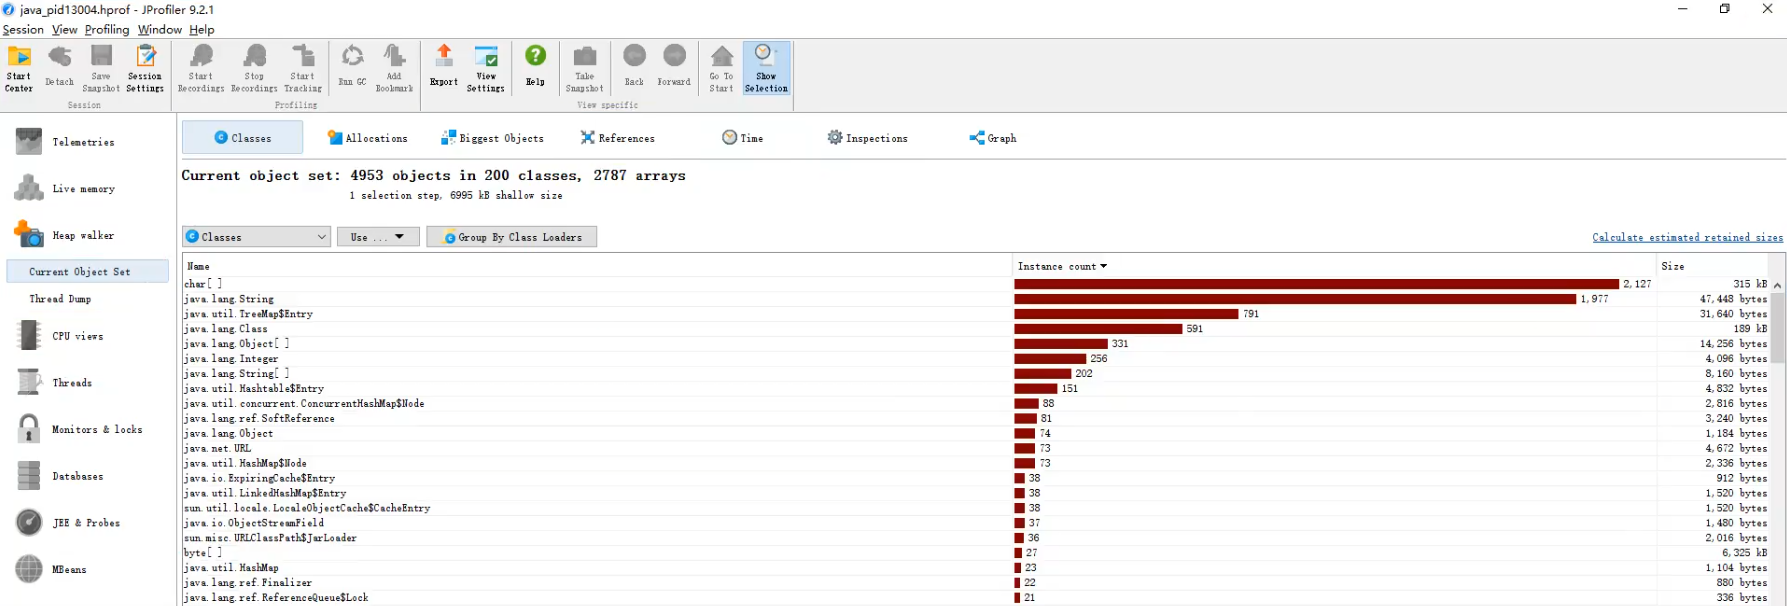 java_pid13004.hprof - JProfiler 9.2.1
Session View Profiling Window Help
Start Center
Detach
Save Snapshot
Session Settings
Start Recordings
Stop Recordings
Start Tracking
Run GC
Add Bookmark
Export
View Settings
Help
Take Snapshot
Back
Forward
Go To Start
Show Selection
Session
Profiling
View specific
Telemetries
Live memory
Heap walker
Current Object Set
Thread Dump
CPU views
Threads
Monitors & locks
Databases
JEE & Probes
MBeans
Classes Allocations Biggest Objects References Time Inspections Graph
Current object set: 4953 objects in 200 classes, 2787 arrays
1 selection step, 6995 kB shallow size
Classes Use ... Group By Class Loaders Calculate estimated retained sizes
Name Instance count Size
char[ ] 2,127 315 kB
java.lang.String 1,977 47,448 bytes
java.util.TreeMap$Entry 791 31,640 bytes
java.lang.Class 591 189 kB
java.lang.Object[ ] 331 14,256 bytes
java.lang.Integer 256 4,096 bytes
java.lang.String[ ] 202 8,160 bytes
java.util.Hashtable$Entry 151 4,832 bytes
java.util.concurrent.ConcurrentHashMap$Node 88 2,816 bytes
java.lang.ref.SoftReference 81 3,240 bytes
java.lang.Object 74 1,184 bytes
java.net.URL 73 4,672 bytes
java.util.HashMap$Node 73 2,336 bytes
java.io.ExpiringCache$Entry 38 912 bytes
java.util.LinkedHashMap$Entry 38 1,520 bytes
sun.util.locale.LocaleObjectCache$CacheEntry 38 1,520 bytes
java.io.ObjectStreamField 37 1,480 bytes
sun.misc.URLClassPath$JarLoader 36 2,016 bytes
byte[ ] 27 6,325 kB
java.util.HashMap 23 1,104 bytes
java.lang.ref.Finalizer 22 880 bytes
java.lang.ref.ReferenceQueue$Lock 21 336 bytes